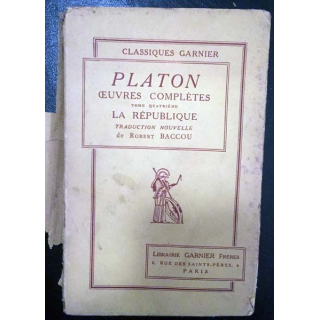 CLASSIQUES GARNIER
PLATON
ŒUVRES COMPLÈTES
TOME QUATRIÈME
LA RÉPUBLIQUE
TRADUCTION NOUVELLE
de ROBERT BACCOU
LIBRAIRIE GARNIER FRÈRES
6, RUE DES SAINTS-PÈRES, 6
PARIS